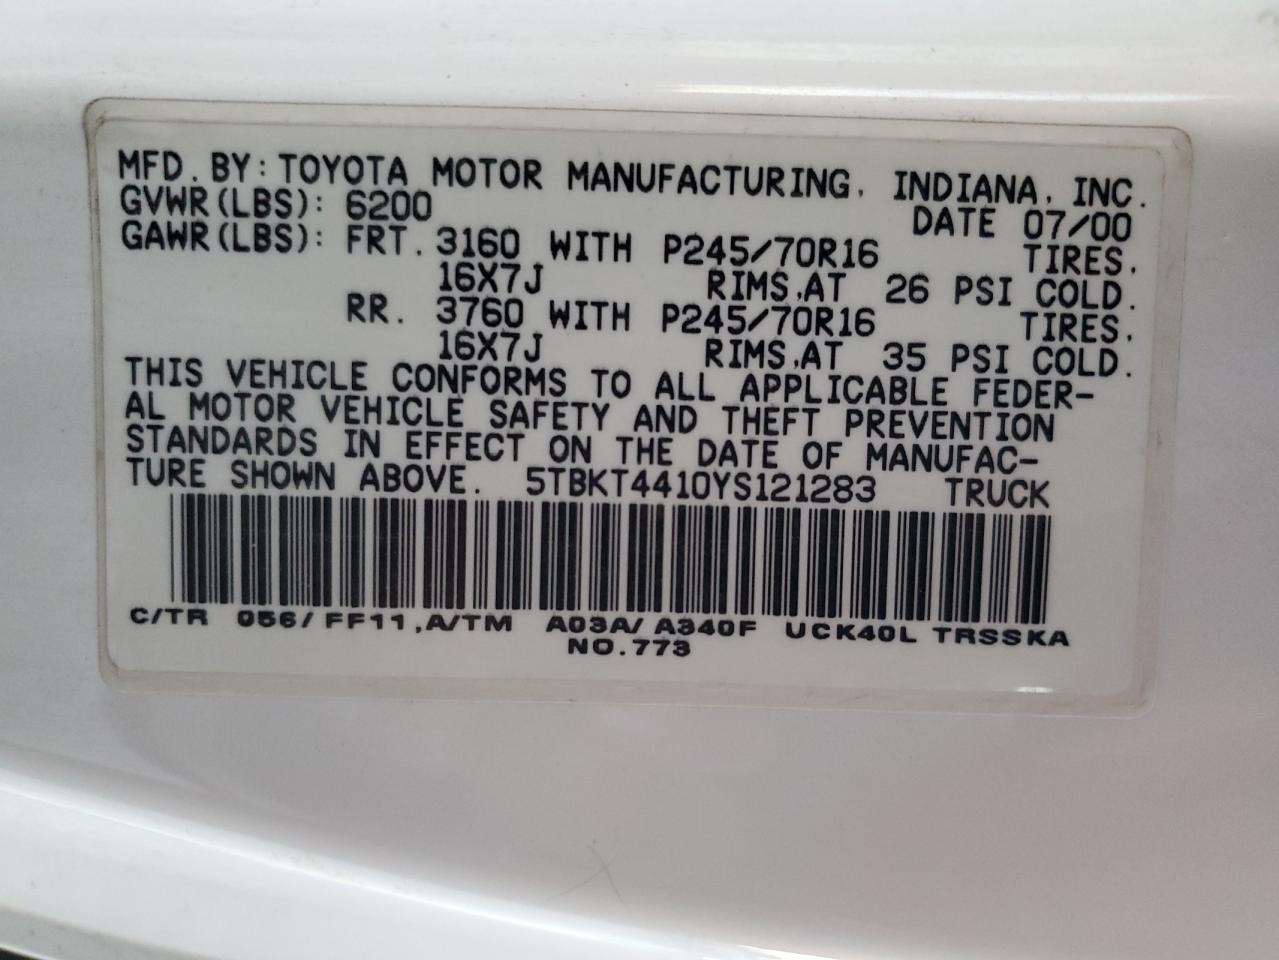 MFD. BY: TOYOTA MOTOR MANUFACTURING, INDIANA, INC.
GVWR(LBS): 6200 DATE 07/00
GAWR(LBS): FRT. 3160 WITH P245/70R16 TIRES,
16X7J RIMS,AT 26 PSI COLD.
RR. 3760 WITH P245/70R16 TIRES,
16X7J RIMS,AT 35 PSI COLD.
THIS VEHICLE CONFORMS TO ALL APPLICABLE FEDER-
AL MOTOR VEHICLE SAFETY AND THEFT PREVENTION
STANDARDS IN EFFECT ON THE DATE OF MANUFAC-
TURE SHOWN ABOVE. 5TBKT4410YS121283 TRUCK
C/TR 056/FF11,A/TM A03A/A340F UCK40L TRSSKA
NO.773